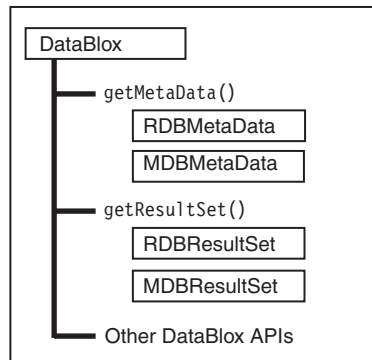 DataBlox
getMetaData()
RDBMetaData
MDBMetaData
getResultSet()
RDBResultSet
MDBResultSet
Other DataBlox APIs